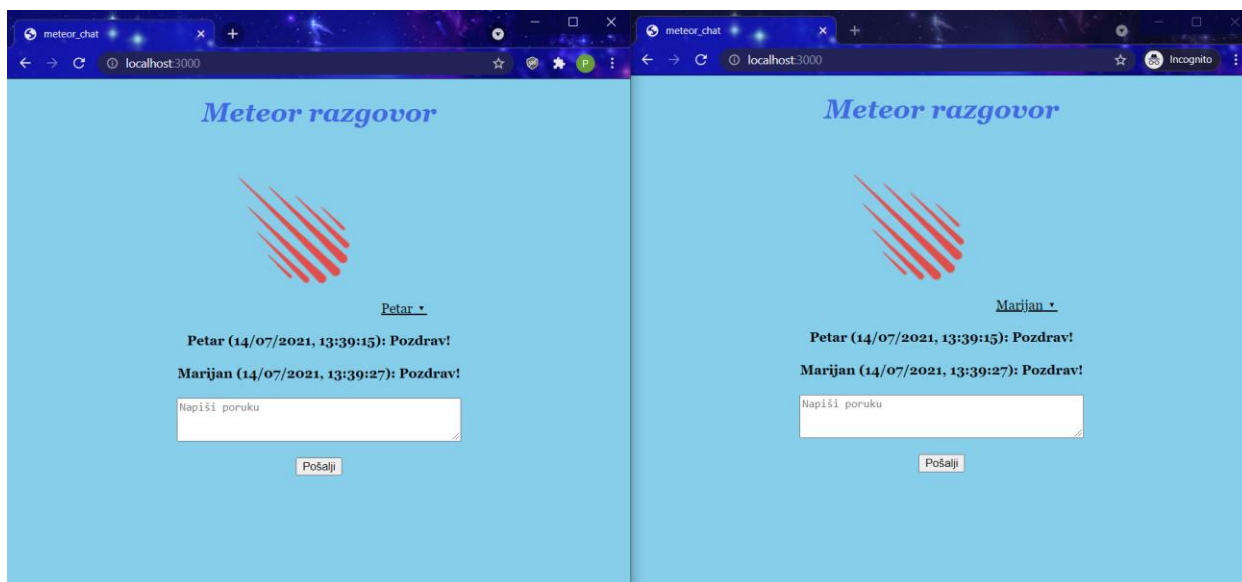 meteor_chat
localhost:3000
P
Meteor razgovor
Petar
Petar (14/07/2021, 13:39:15): Pozdrav!
Marijan (14/07/2021, 13:39:27): Pozdrav!
Napiši poruku
Pošalji
meteor_chat
localhost:3000
Incognito
Meteor razgovor
Marijan
Petar (14/07/2021, 13:39:15): Pozdrav!
Marijan (14/07/2021, 13:39:27): Pozdrav!
Napiši poruku
Pošalji